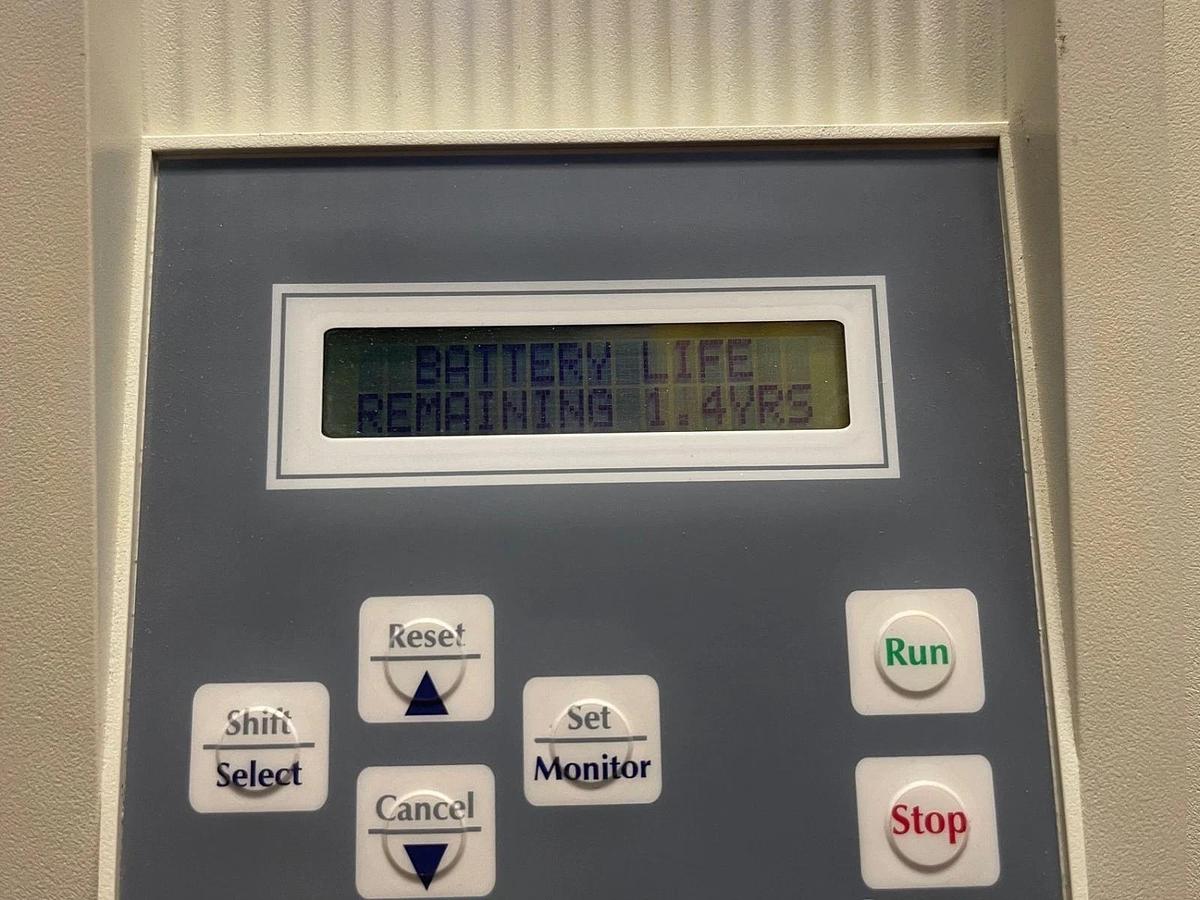 BATTERY LIFE
REMAINING 1.4YRS
Reset
Run
Shift
Select
Set
Monitor
Cancel
Stop